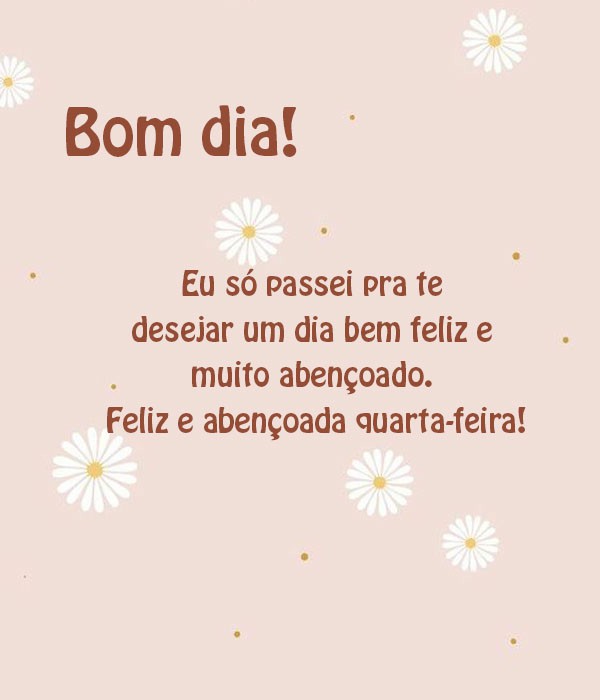 Bom dia!
Eu só passei pra te
desejar um dia bem feliz e
muito abençoado.
Feliz e abençoada quarta-feira!